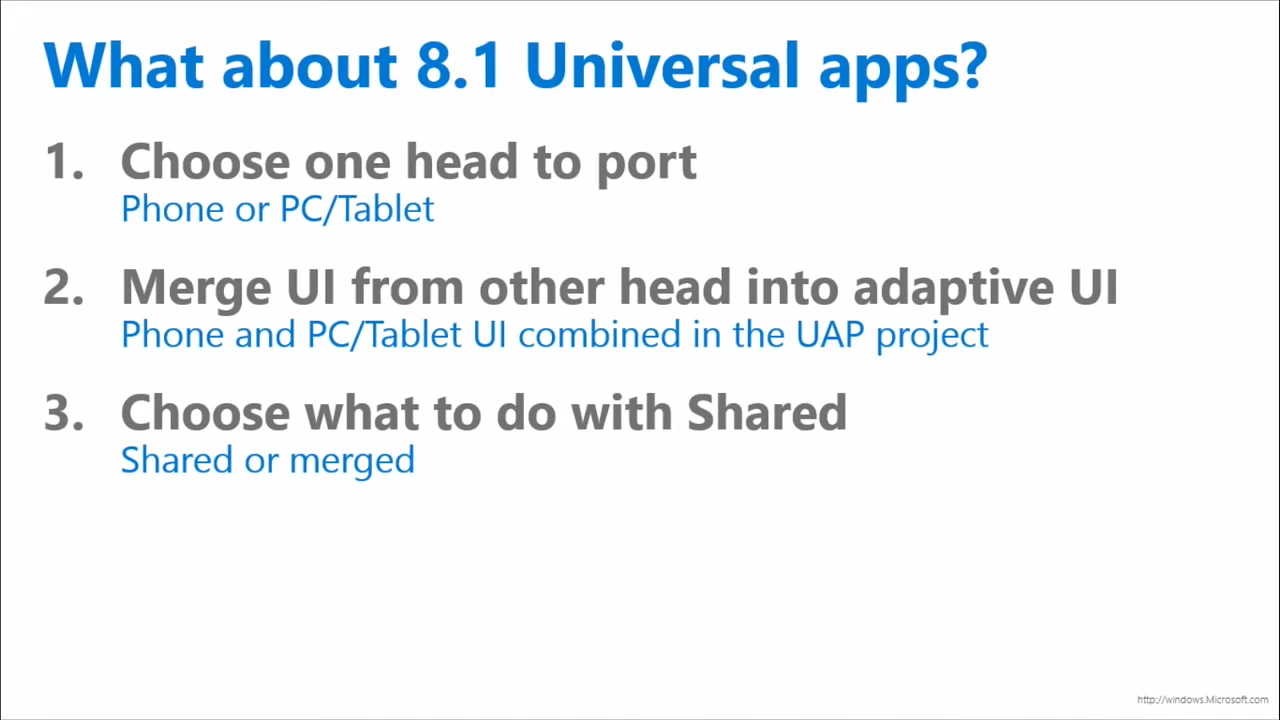 What about 8.1 Universal apps?
1. Choose one head to port
Phone or PC/Tablet
2. Merge UI from other head into adaptive UI
Phone and PC/Tablet UI combined in the UAP project
3. Choose what to do with Shared
Shared or merged
http://windows.Microsoft.com